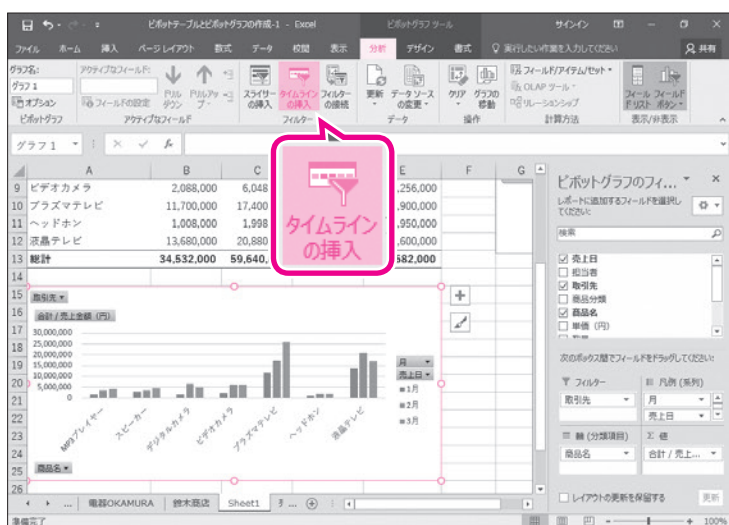 ピボットテーブルとピボットグラフの作成-1 - Excel
ピボットグラフ ツール
サインイン
ファイル ホーム 挿入 ページ レイアウト 数式 データ 校閲 表示 分析 デザイン 書式 実行したい作業を入力してください 共有
グラフ名:
グラフ 1
オプション
ピボットグラフ
アクティブなフィールド:
フィールドの設定
ドリルダウン
ドリルアップ
アクティブなフィールド
スライサーの挿入
タイムラインの挿入
フィルターの接続
フィルター
更新
データ ソースの変更
データ
クリア
グラフの移動
操作
フィールド/アイテム/セット
OLAP ツール
リレーションシップ
計算方法
フィールド リスト
フィールド ボタン
表示/非表示
グラフ 1
fx
A B C E F G
9 ビデオカメラ 2,088,000 6,048 ,256,000
10 プラズマテレビ 11,700,000 17,400 ,900,000
11 ヘッドホン 1,008,000 1,998 ,950,000
12 液晶テレビ 13,680,000 20,880 ,600,000
13 総計 34,532,000 59,640, 682,000
タイムライン
の挿入
14
15
16
17
18
19
20
21
22
23
24
25
26
取引先
合計 / 売上金額 (円)
30,000,000
25,000,000
20,000,000
15,000,000
10,000,000
5,000,000
0
MP3プレイヤー
スピーカー
デジタルカメラ
ビデオカメラ
プラズマテレビ
ヘッドホン
液晶テレビ
月
売上日
1月
2月
3月
商品名
ピボットグラフのフィ...
レポートに追加するフィールドを選択してください:
検索
売上日
担当者
取引先
商品分類
商品名
単価 (円)
次のボックス間でフィールドをドラッグしてください:
フィルター
取引先
凡例 (系列)
月
売上日
軸 (分類項目)
商品名
Σ 値
合計 / 売上...
レイアウトの更新を保留する
更新
... 電器OKAMURA 鈴木商店 Sheet1
準備完了
100%